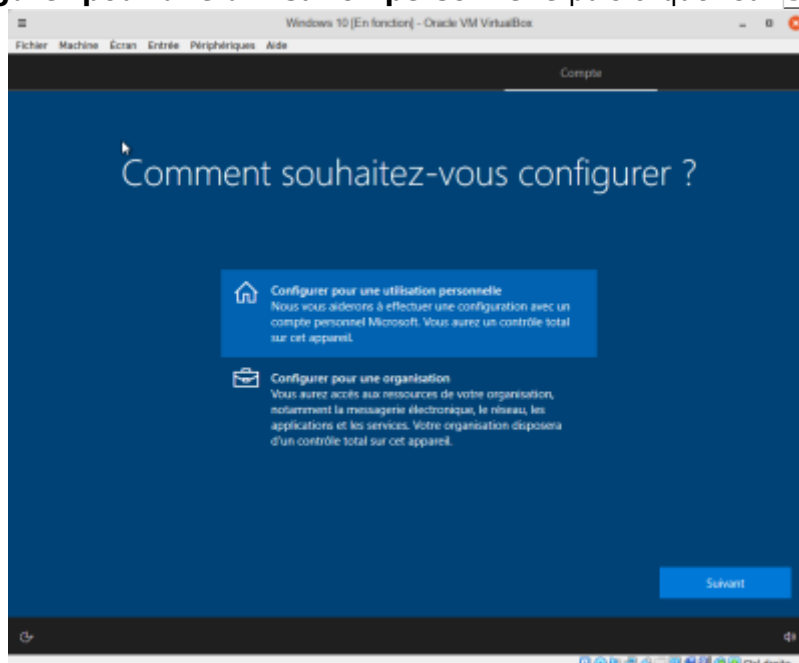 Windows 10 [En fonction] - Oracle VM VirtualBox
Fichier Machine Écran Entrée Périphériques Aide
Compte
Comment souhaitez-vous configurer ?
Configurer pour une utilisation personnelle
Nous vous aiderons à effectuer une configuration avec un
compte personnel Microsoft. Vous aurez un contrôle total
sur cet appareil.
Configurer pour une organisation
Vous aurez accès aux ressources de votre organisation,
notamment la messagerie électronique, le réseau, les
applications et les services. Votre organisation disposera
d'un contrôle total sur cet appareil.
Suivant
Ctrl droite